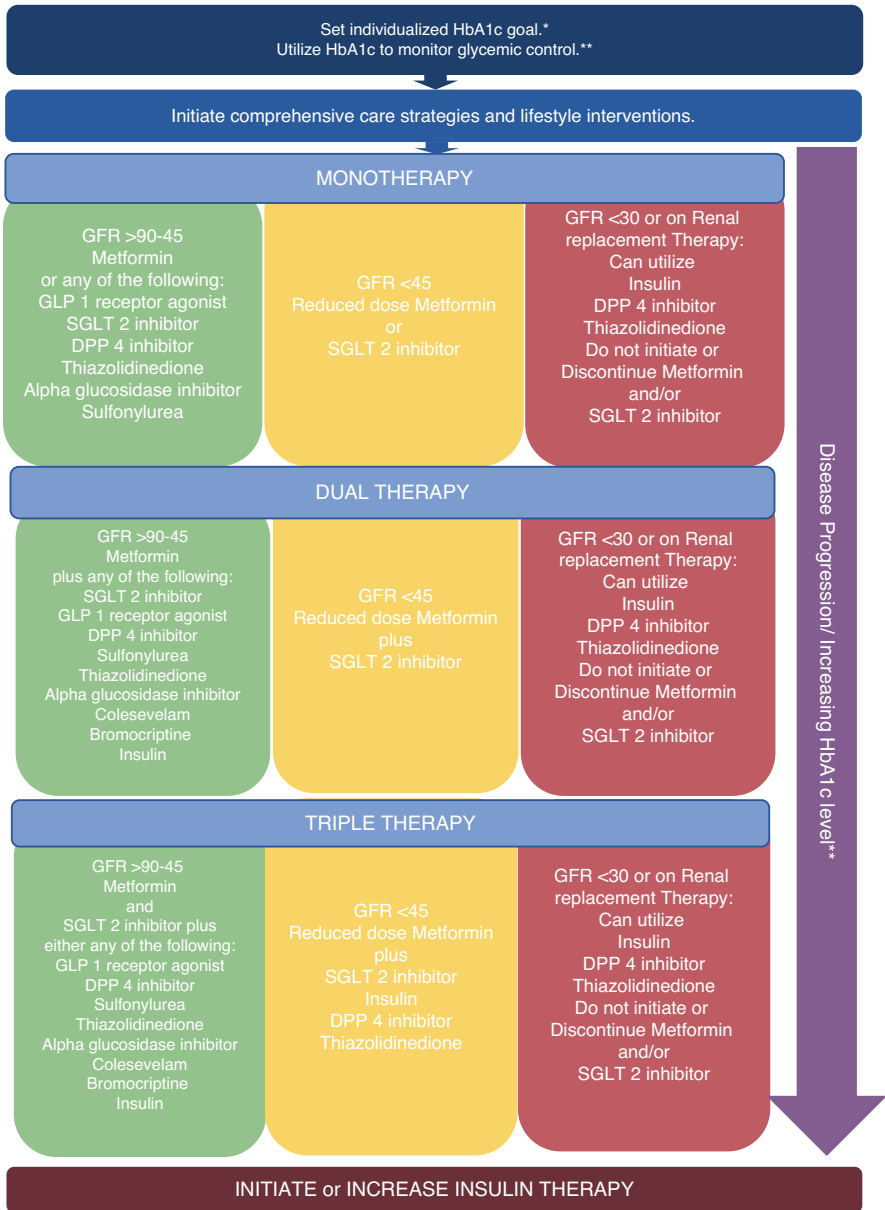 Set individualized HbA1c goal.*
Utilize HbA1c to monitor glycemic control.**
Initiate comprehensive care strategies and lifestyle interventions.
MONOTHERAPY
GFR >90-45
Metformin
or any of the following:
GLP 1 receptor agonist
SGLT 2 inhibitor
DPP 4 inhibitor
Thiazolidinedione
Alpha glucosidase inhibitor
Sulfonylurea
GFR <45
Reduced dose Metformin
or
SGLT 2 inhibitor
GFR <30 or on Renal
replacement Therapy:
Can utilize
Insulin
DPP 4 inhibitor
Thiazolidinedione
Do not initiate or
Discontinue Metformin
and/or
SGLT 2 inhibitor
DUAL THERAPY
GFR >90-45
Metformin
plus any of the following:
SGLT 2 inhibitor
GLP 1 receptor agonist
DPP 4 inhibitor
Sulfonylurea
Thiazolidinedione
Alpha glucosidase inhibitor
Colesevelam
Bromocriptine
Insulin
GFR <45
Reduced dose Metformin
plus
SGLT 2 inhibitor
GFR <30 or on Renal
replacement Therapy:
Can utilize
Insulin
DPP 4 inhibitor
Thiazolidinedione
Do not initiate or
Discontinue Metformin
and/or
SGLT 2 inhibitor
TRIPLE THERAPY
GFR >90-45
Metformin
and
SGLT 2 inhibitor plus
either any of the following:
GLP 1 receptor agonist
DPP 4 inhibitor
Sulfonylurea
Thiazolidinedione
Alpha glucosidase inhibitor
Colesevelam
Bromocriptine
Insulin
GFR <45
Reduced dose Metformin
plus
SGLT 2 inhibitor
Insulin
DPP 4 inhibitor
Thiazolidinedione
GFR <30 or on Renal
replacement Therapy:
Can utilize
Insulin
DPP 4 inhibitor
Thiazolidinedione
Do not initiate or
Discontinue Metformin
and/or
SGLT 2 inhibitor
Disease Progression/ Increasing HbA1c level**
INITIATE or INCREASE INSULIN THERAPY